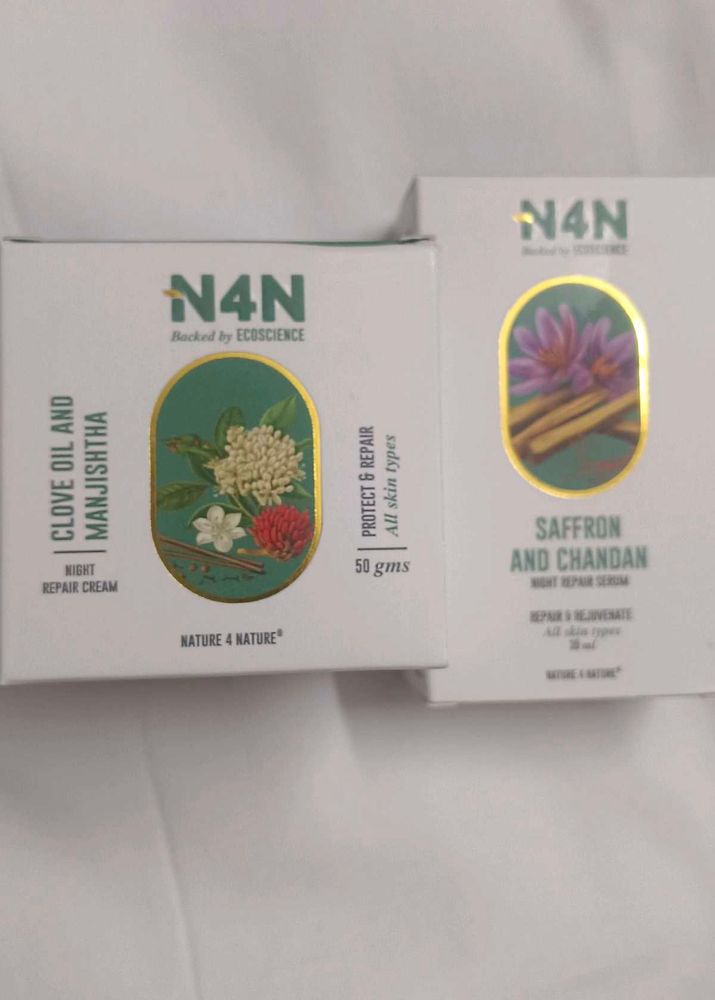 N4N
Backed by ECOSCIENCE
CLOVE OIL AND
MANJISHTHA
NIGHT
REPAIR CREAM
PROTECT & REPAIR
All skin types
50 gms
NATURE 4 NATURE®
N4N
Backed by ECOSCIENCE
SAFFRON
AND CHANDAN
NIGHT REPAIR SERUM
REPAIR & REJUVENATE
All skin types
30 ml
NATURE 4 NATURE®